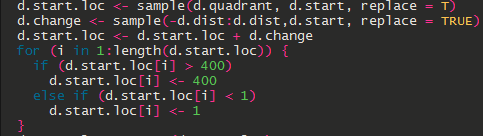 d.start.loc <- sample(d.quadrant, d.start, replace = T)
d.change <- sample(-d.dist:d.dist,d.start, replace = TRUE)
d.start.loc <- d.start.loc + d.change
for (i in 1:length(d.start.loc)) {
  if (d.start.loc[i] > 400)
    d.start.loc[i] <- 400
  else if (d.start.loc[i] < 1)
    d.start.loc[i] <- 1
}